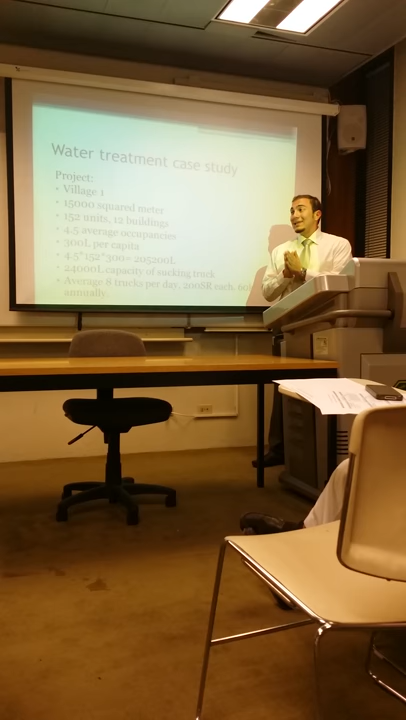 Water treatment case study
Project:
• Village 1
• 15000 squared meter
• 152 units, 12 buildings
• 4.5 average occupancies
• 300L per capita
• 4.5*152*300= 205200L
• 24000L capacity of sucking truck
• Average 8 trucks per day, 200SR each,
annually.